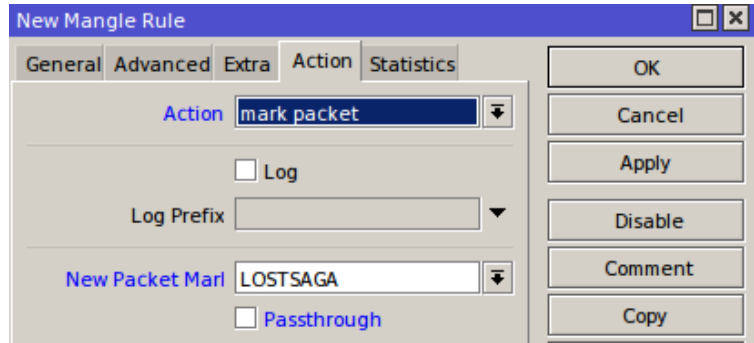 New Mangle Rule
General Advanced Extra Action Statistics
Action mark packet
Log
Log Prefix
New Packet Marl LOSTSAGA
Passthrough
OK
Cancel
Apply
Disable
Comment
Copy